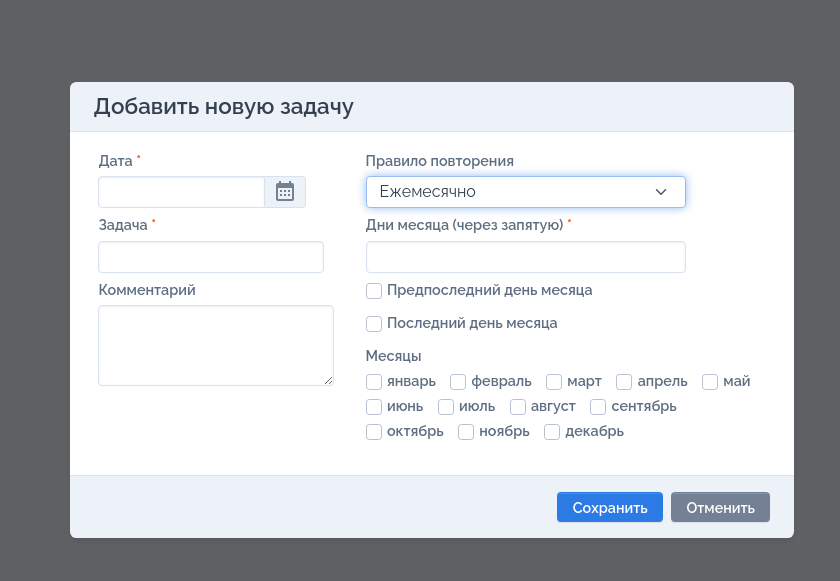 Добавить новую задачу
Дата *
Задача *
Комментарий
Правило повторения
Ежемесячно
Дни месяца (через запятую) *
Предпоследний день месяца
Последний день месяца
Месяцы
январь февраль март апрель май
июнь июль август сентябрь
октябрь ноябрь декабрь
Сохранить Отменить